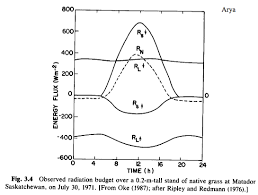 Arya
800
600
400
200
0
-200
-400
-600
R_S↓
R_N
R_L↑
0
R_S↑
R_L↓
ENERGY FLUX (Wm⁻²)
0 4 8 12 16 20 24
TIME (h)
Fig. 3.4 Observed radiation budget over a 0.2-m-tall stand of native grass at Matador
Saskatchewan, on July 30, 1971. [From Oke (1987); after Ripley and Redmann (1976).]